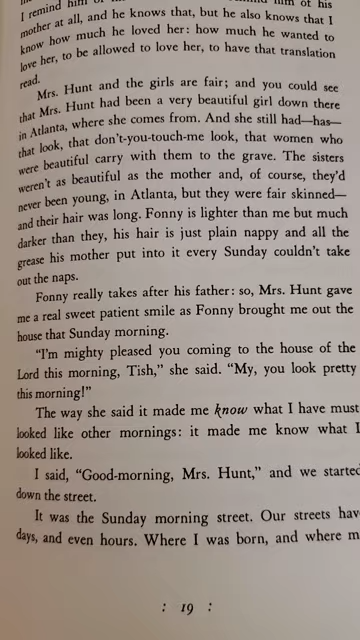 I remind him of
his
mother at all, and he knows that, but he also knows that I
know how much he loved her: how much he wanted to
love her, to be allowed to love her, to have that translation
read.
Mrs. Hunt and the girls are fair; and you could see
that Mrs. Hunt had been a very beautiful girl down there
in Atlanta, where she comes from. And she still had—has—
that look, that don't-you-touch-me look, that women who
were beautiful carry with them to the grave. The sisters
weren't as beautiful as the mother and, of course, they'd
never been young, in Atlanta, but they were fair skinned—
and their hair was long. Fonny is lighter than me but much
darker than they, his hair is just plain nappy and all the
grease his mother put into it every Sunday couldn't take
out the naps.
Fonny really takes after his father: so, Mrs. Hunt gave
me a real sweet patient smile as Fonny brought me out the
house that Sunday morning.
"I'm mighty pleased you coming to the house of the
Lord this morning, Tish," she said. "My, you look pretty
this morning!"
The way she said it made me know what I have must
looked like other mornings: it made me know what I
looked like.
I said, "Good-morning, Mrs. Hunt," and we started
down the street.
It was the Sunday morning street. Our streets hav
days, and even hours. Where I was born, and where m
: 19 :